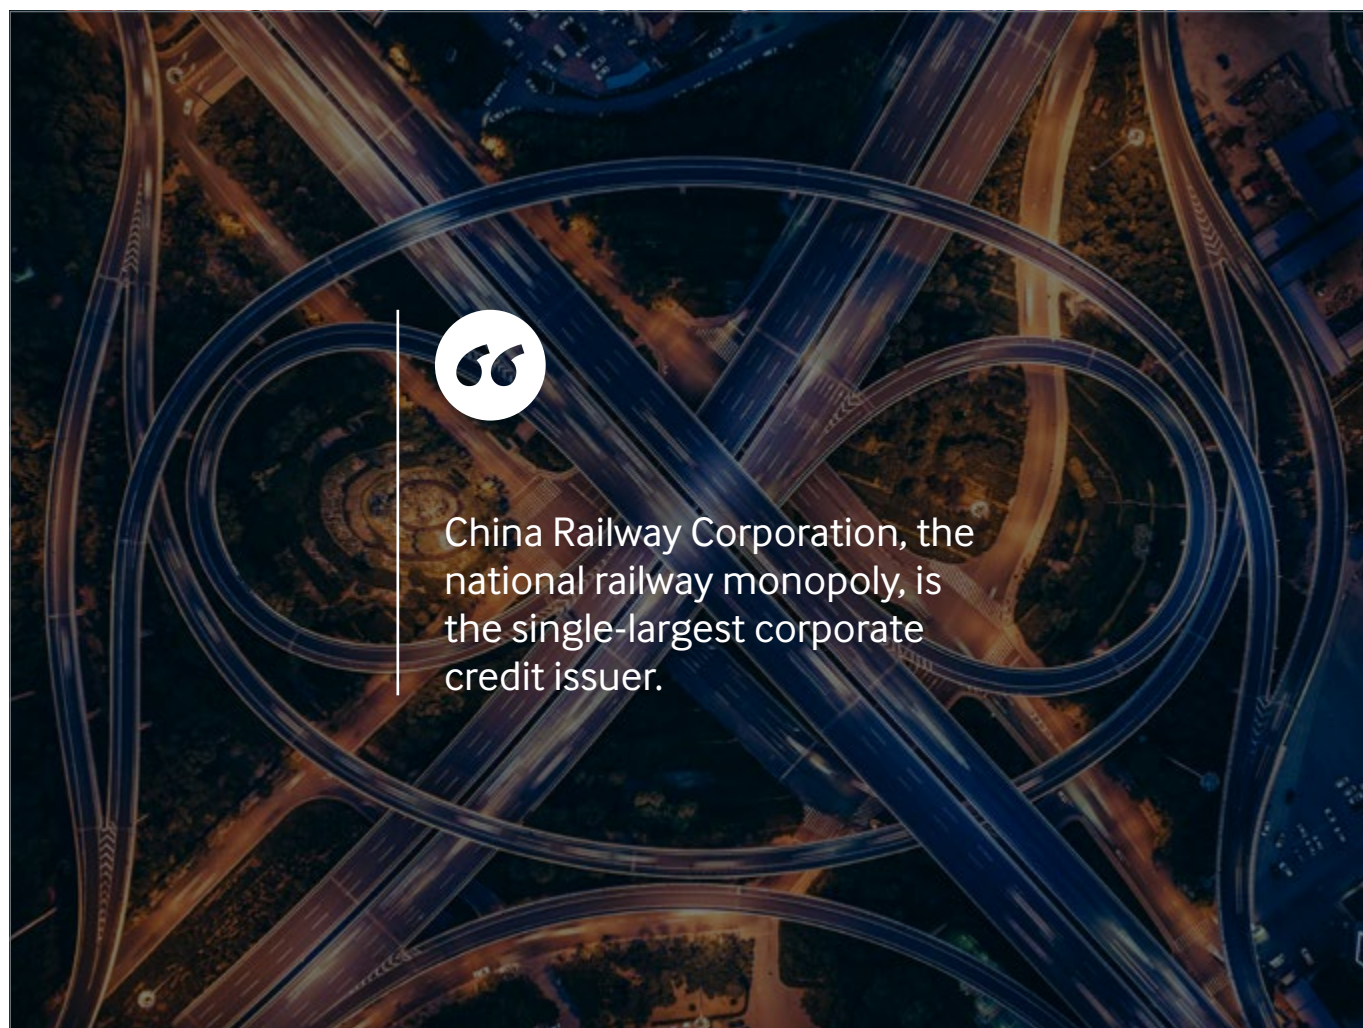 China Railway Corporation, the
national railway monopoly, is
the single-largest corporate
credit issuer.